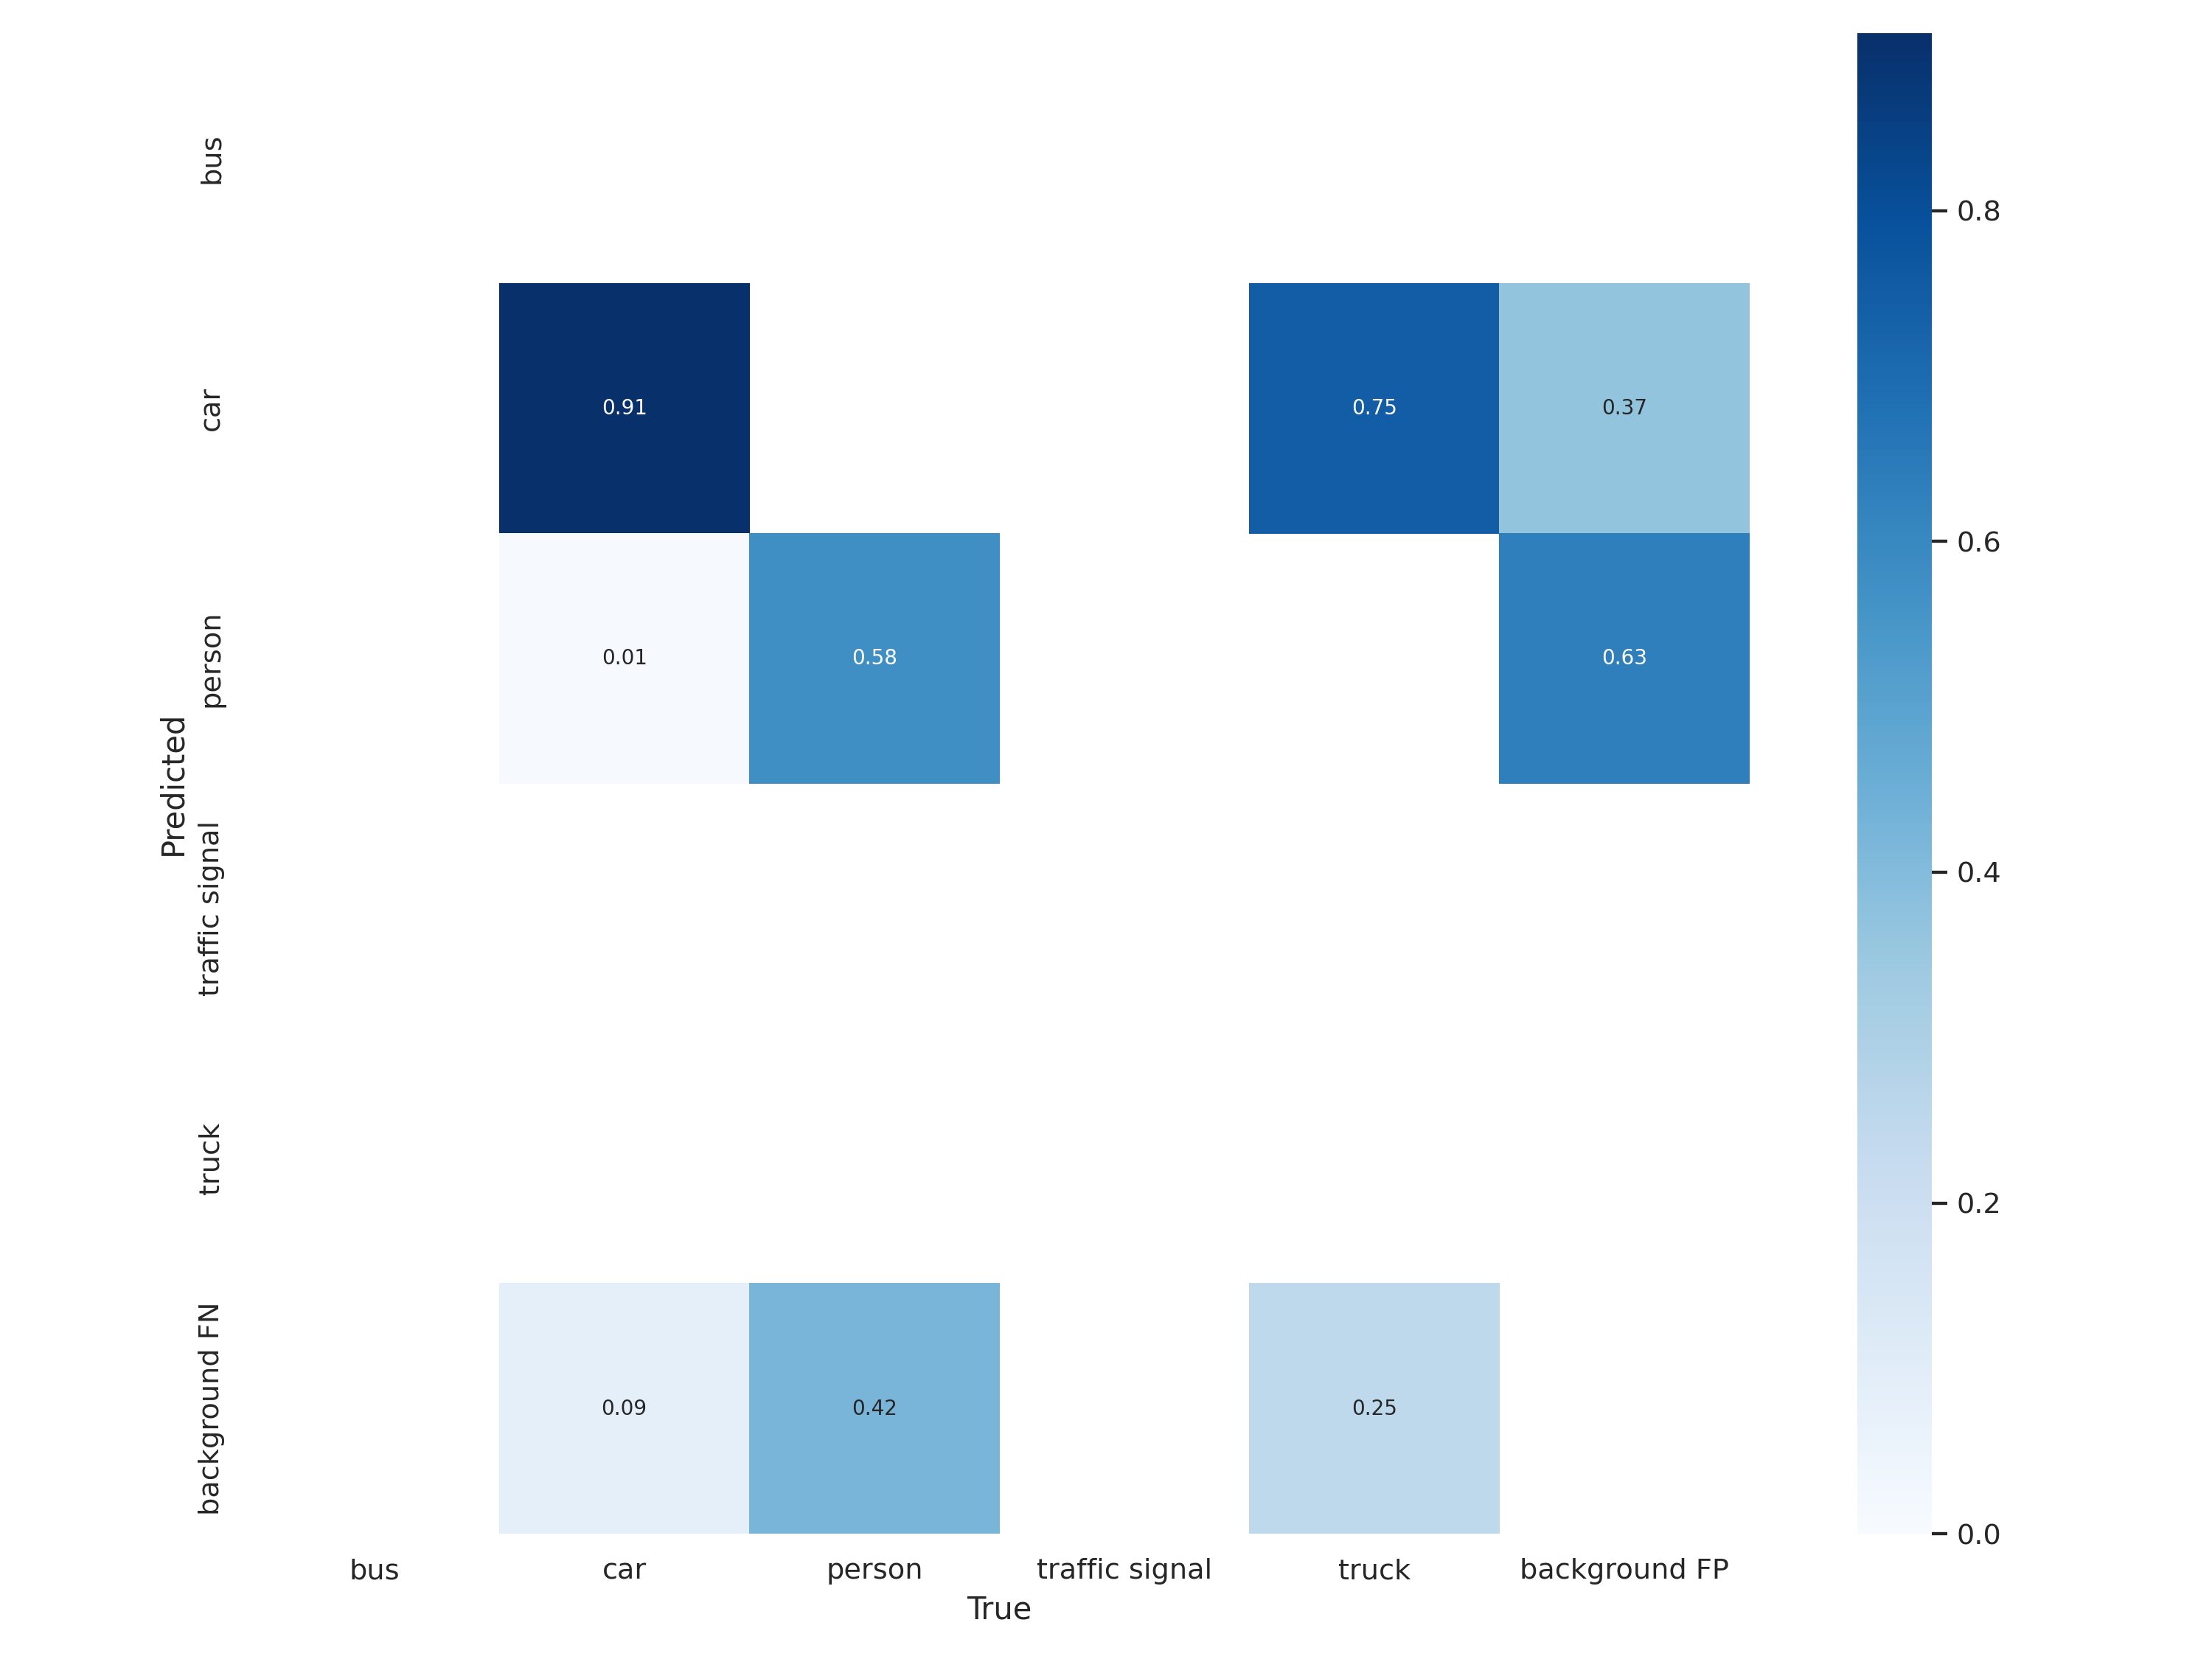 bus
0.8
car
0.91
0.75
0.37
0.6
person
0.01
0.58
0.63
Predicted
traffic signal
0.4
truck
0.2
background FN
0.09
0.42
0.25
0.0
bus
car
person
traffic signal
truck
background FP
True